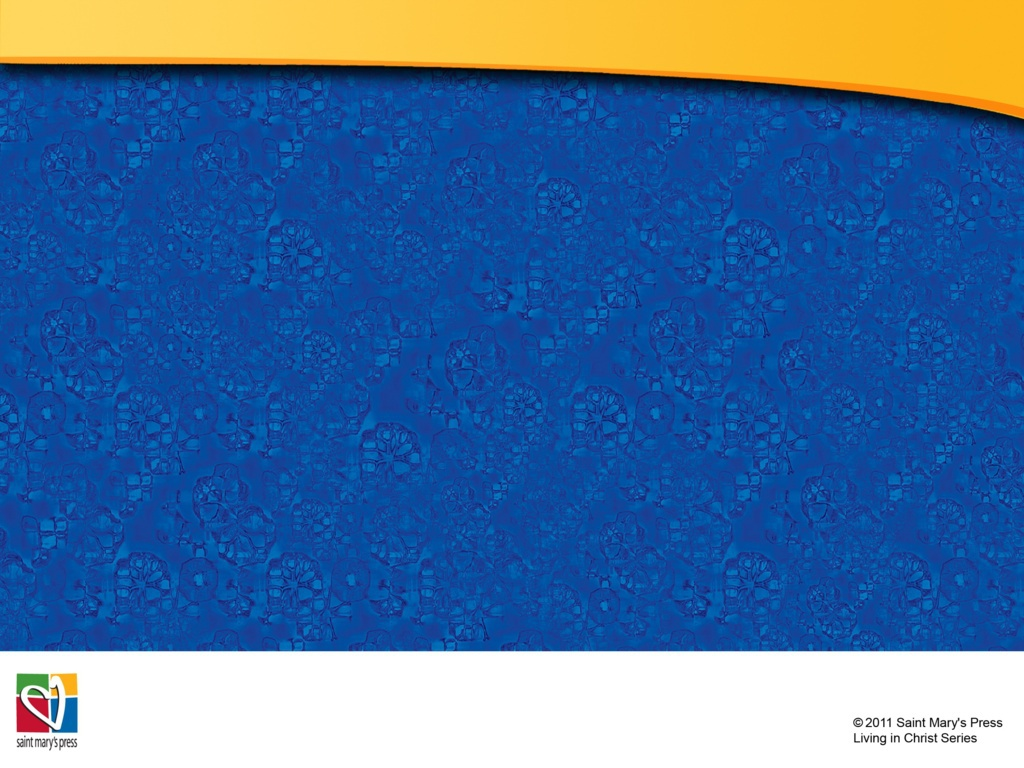 saint mary's press
© 2011 Saint Mary's Press
Living in Christ Series